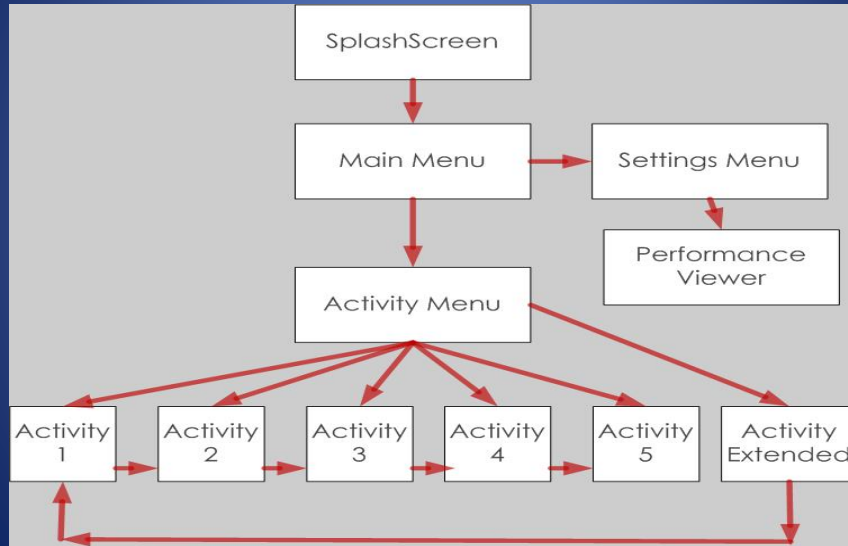 SplashScreen
Main Menu
Settings Menu
Performance
Viewer
Activity Menu
Activity
1
Activity
2
Activity
3
Activity
4
Activity
5
Activity
Extended